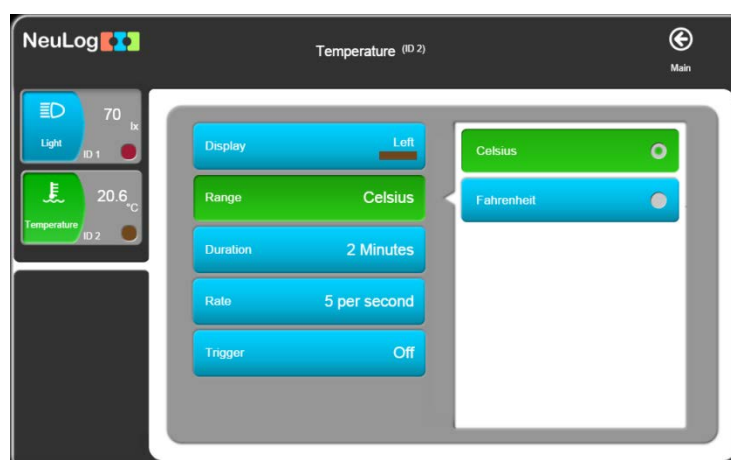 NeuLog
Temperature (ID 2)
Main
70
lx
Light
ID 1
20.6
°C
Temperature
ID 2
Display Left
Range Celsius
Duration 2 Minutes
Rate 5 per second
Trigger Off
Celsius
Fahrenheit